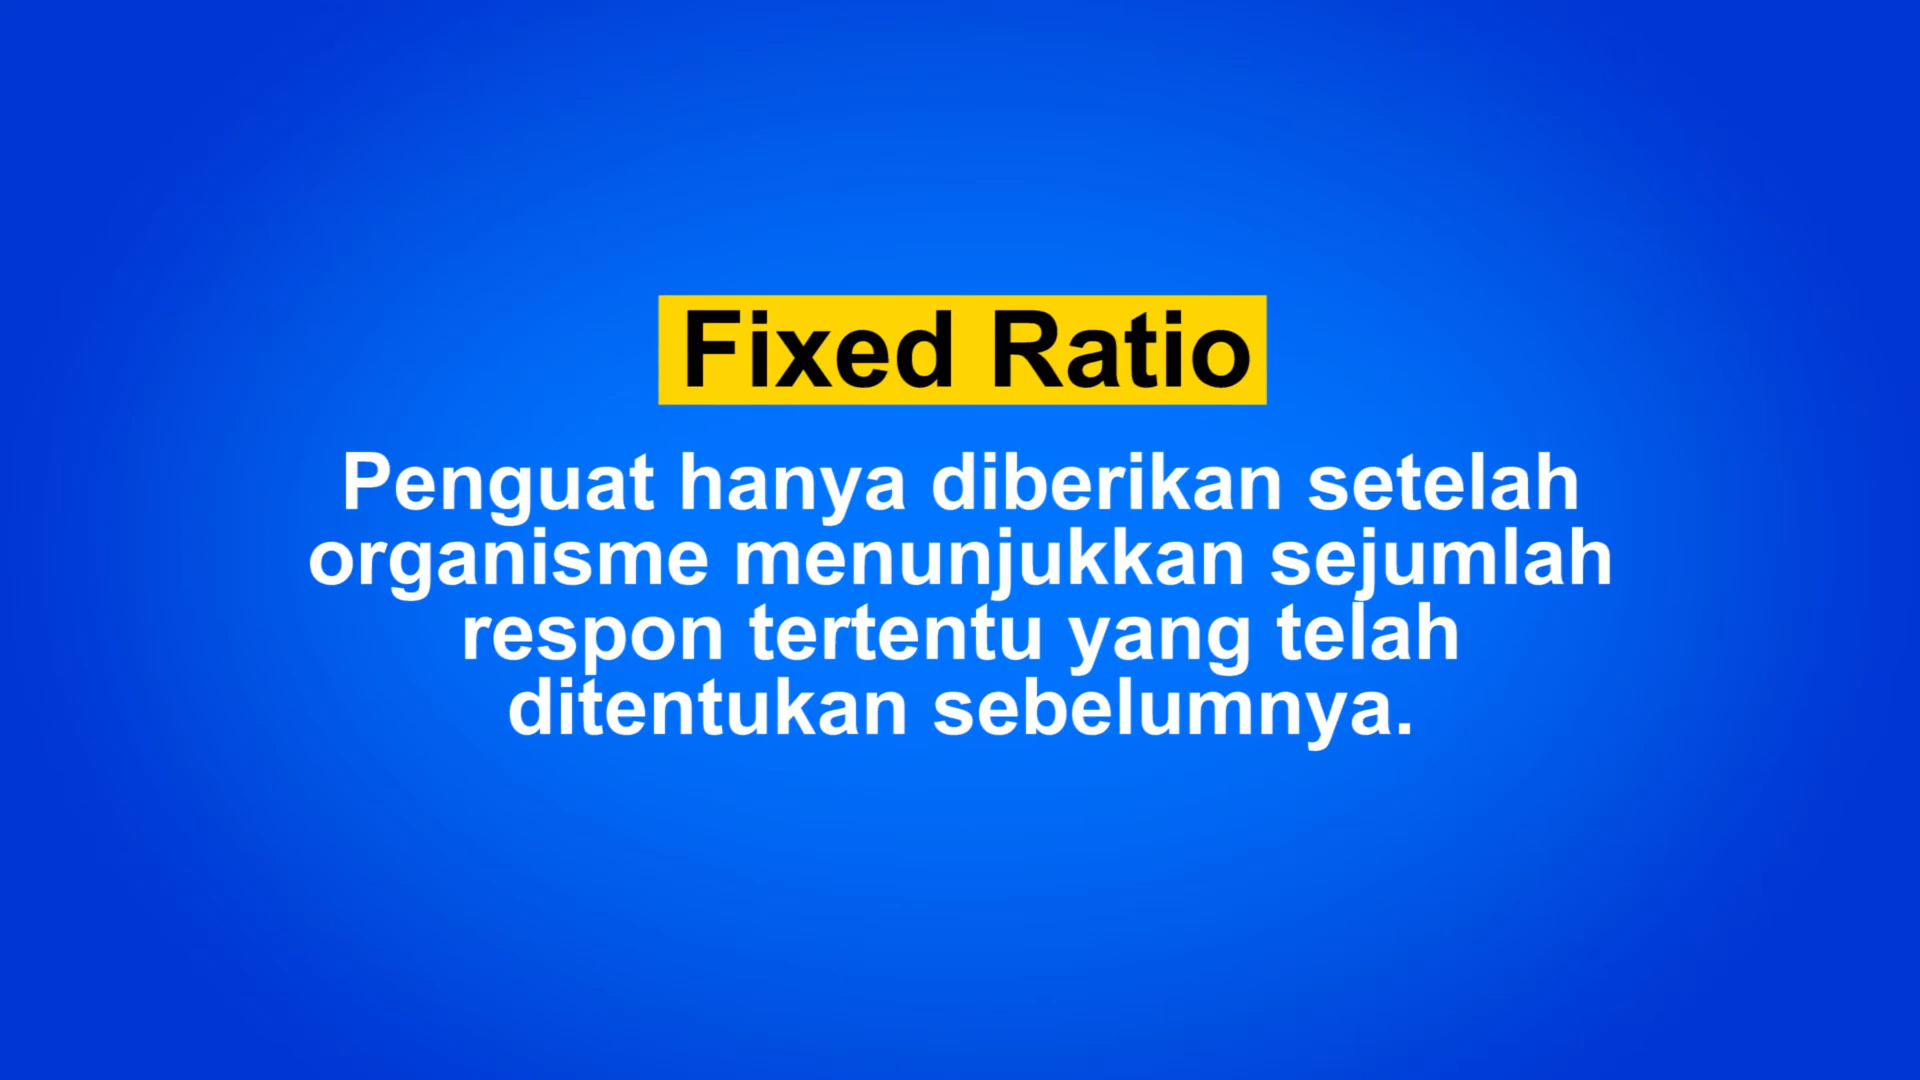 Fixed Ratio
Penguat hanya diberikan setelah
organisme menunjukkan sejumlah
respon tertentu yang telah
ditentukan sebelumnya.